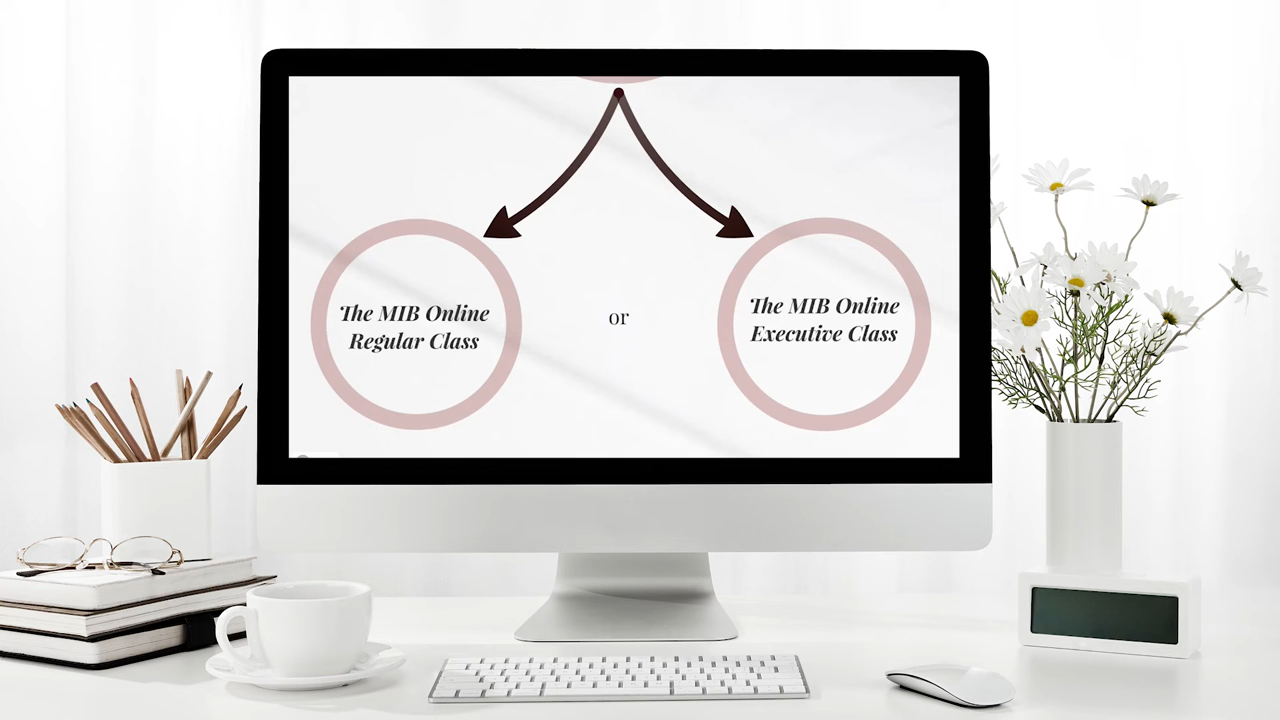 The MIB Online
Regular Class
or
The MIB Online
Executive Class